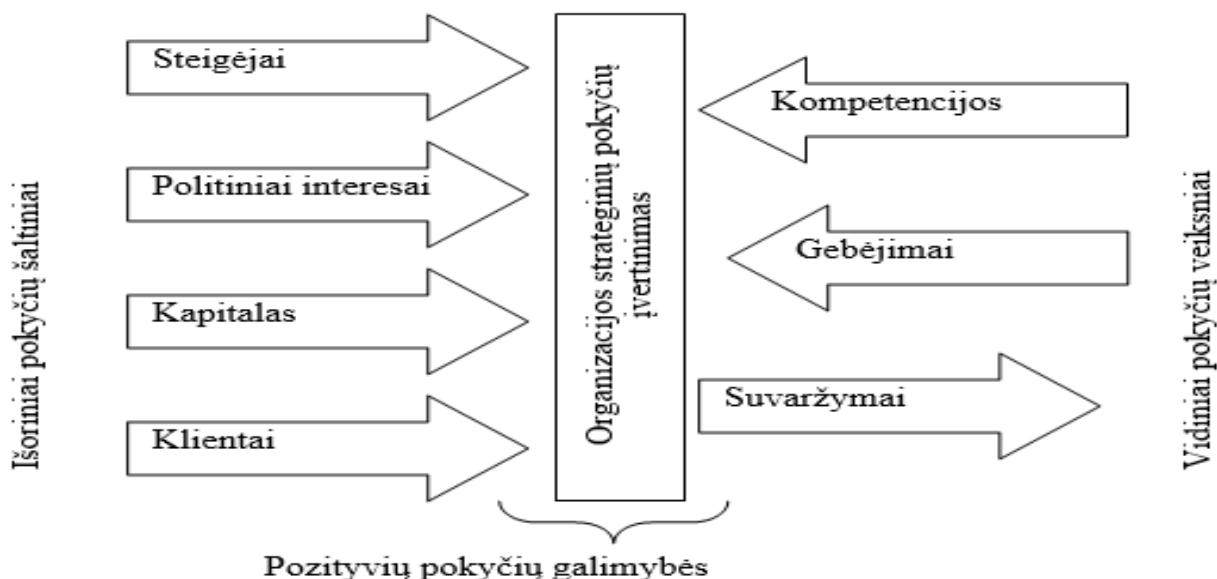 Išoriniai pokyčių šaltiniai
Steigėjai
Politiniai interesai
Kapitalas
Klientai
Organizacijos strateginių pokyčių
įvertinimas
Kompetencijos
Gebėjimai
Suvaržymai
Vidiniai pokyčių veiksniai
Pozityvių pokyčių galimybės